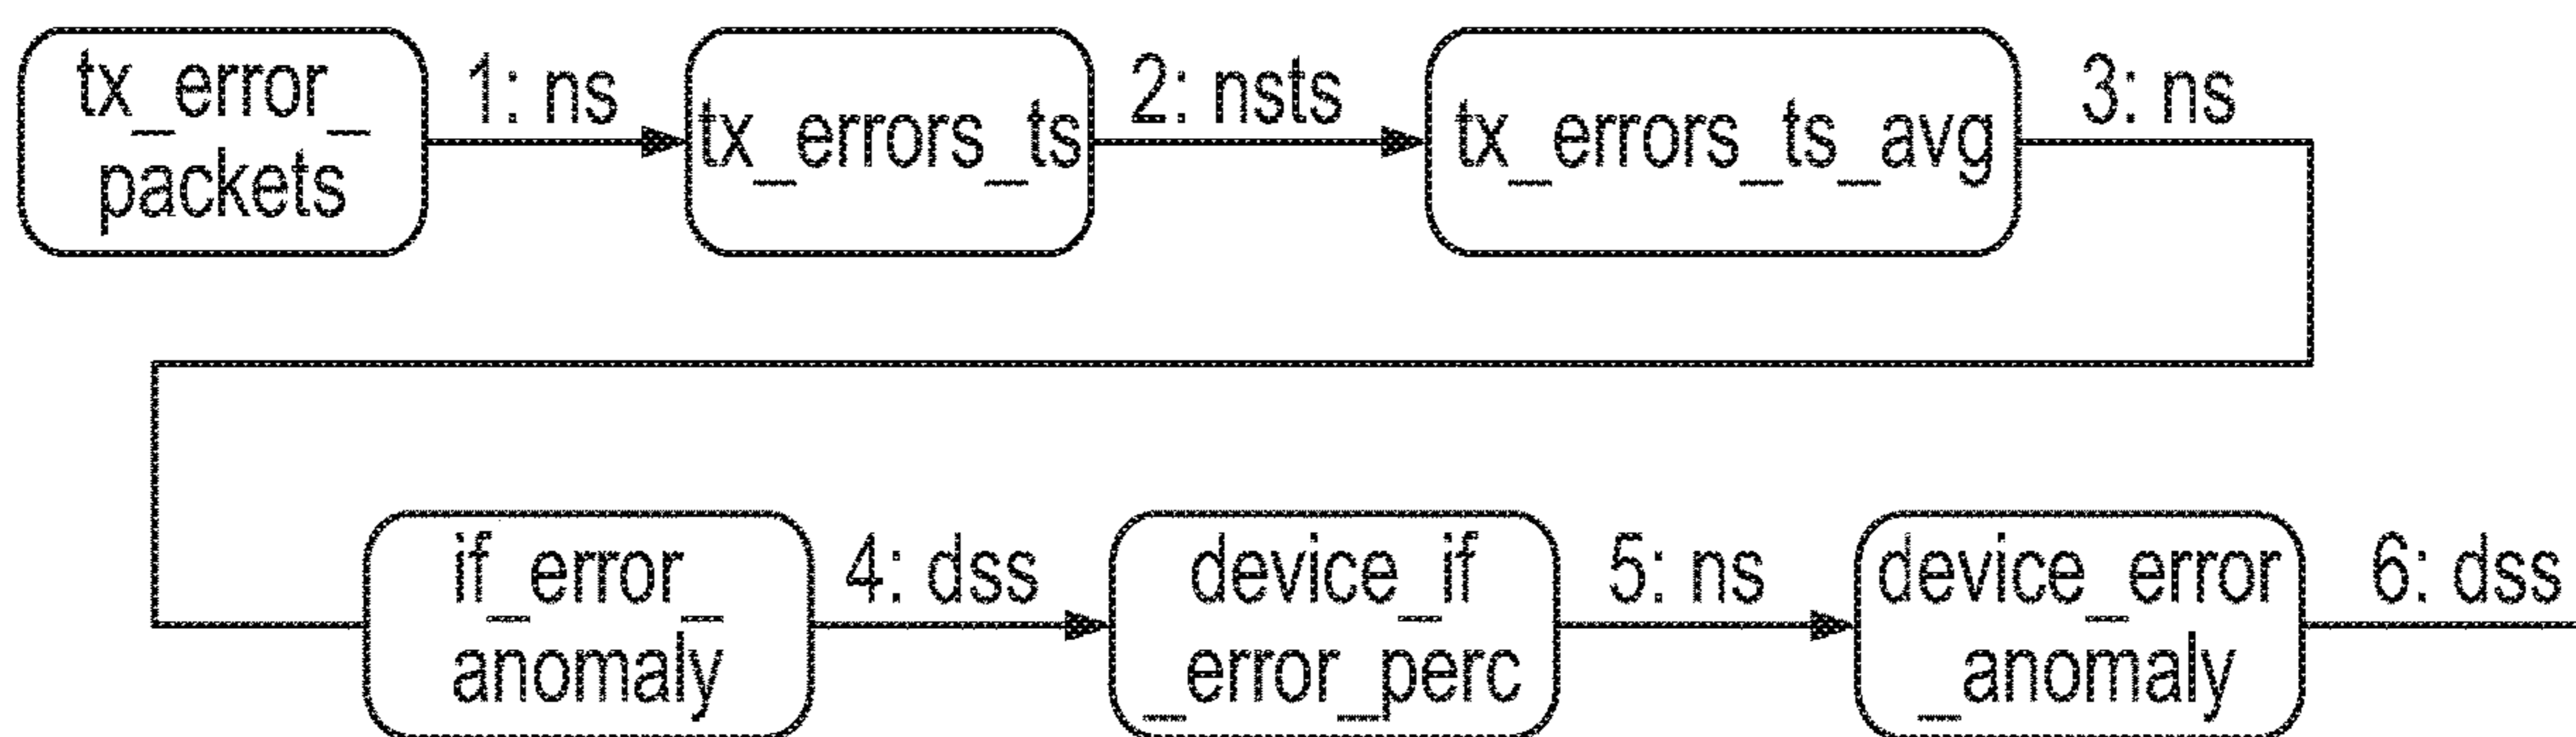 tx_error_
packets
1: ns
tx_errors_ts
2: nsts
tx_errors_ts_avg
3: ns
if_error_
anomaly
4: dss
device_if
_error_perc
5: ns
device_error
_anomaly
6: dss